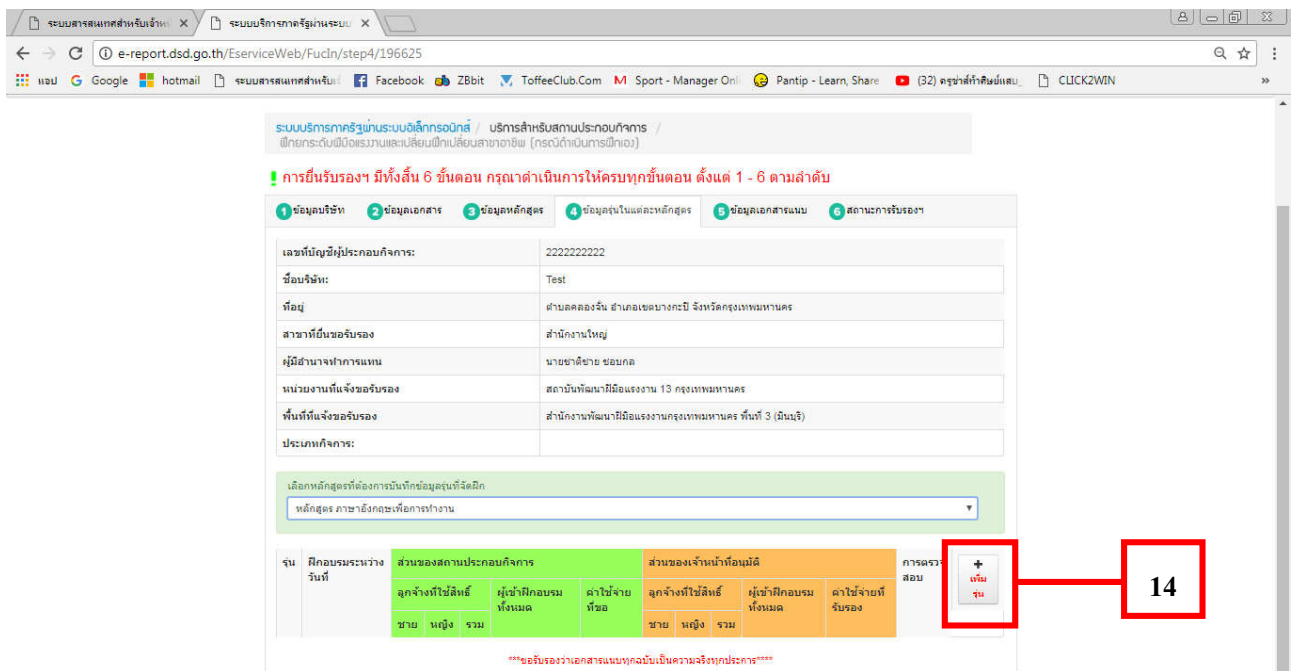 ระบบสารสนเทศสำหรับเจ้าห
ระบบบริการภาครัฐผ่านระบบ
e-report.dsd.go.th/EserviceWeb/FucIn/step4/196625
แอป Google hotmail ระบบสารสนเทศสำหรับเ Facebook ZBbit ToffeeClub.Com Sport - Manager Onli Pantip - Learn, Share (32) ครูซ่าส์ท้าศิษย์แสบ_ CLICK2WIN »
ระบบบริการภาครัฐผ่านระบบอิเล็กทรอนิกส์ / บริการสำหรับสถานประกอบกิจการ /
ฝึกยกระดับฝีมือแรงงานและเปลี่ยนฝึกเปลี่ยนสาขาอาชีพ (กรณีดำเนินการฝึกเอง)
การยื่นรับรองฯ มีทั้งสิ้น 6 ขั้นตอน กรุณาดำเนินการให้ครบทุกขั้นตอน ตั้งแต่ 1 - 6 ตามลำดับ
1 ข้อมูลบริษัท 2 ข้อมูลเอกสาร 3 ข้อมูลหลักสูตร 4 ข้อมูลรุ่นในแต่ละหลักสูตร 5 ข้อมูลเอกสารแนบ 6 สถานะการรับรองฯ
เลขที่บัญชีผู้ประกอบกิจการ: 2222222222
ชื่อบริษัท: Test
ที่อยู่ ตำบลคลองจั่น อำเภอเขตบางกะปิ จังหวัดกรุงเทพมหานคร
สาขาที่ยื่นขอรับรอง สำนักงานใหญ่
ผู้มีอำนาจทำการแทน นายชาติชาย ชอบกล
หน่วยงานที่แจ้งขอรับรอง สถาบันพัฒนาฝีมือแรงงาน 13 กรุงเทพมหานคร
พื้นที่ที่แจ้งขอรับรอง สำนักงานพัฒนาฝีมือแรงงานกรุงเทพมหานคร พื้นที่ 3 (มีนบุรี)
ประเภทกิจการ:
เลือกหลักสูตรที่ต้องการบันทึกข้อมูลรุ่นที่จัดฝึก
หลักสูตร ภาษาอังกฤษเพื่อการทำงาน
รุ่น ฝึกอบรมระหว่าง ส่วนของสถานประกอบกิจการ ส่วนของเจ้าหน้าที่อนุมัติ การตรวจ +
วันที่ สอบ เพิ่ม
ลูกจ้างที่ใช้สิทธิ์ ผู้เข้าฝึกอบรม ค่าใช้จ่าย ลูกจ้างที่ใช้สิทธิ์ ผู้เข้าฝึกอบรม ค่าใช้จ่ายที่ รุ่น
ทั้งหมด ที่ขอ ทั้งหมด รับรอง
ชาย หญิง รวม ชาย หญิง รวม
14
***ขอรับรองว่าเอกสารแนบทุกฉบับเป็นความจริงทุกประการ****